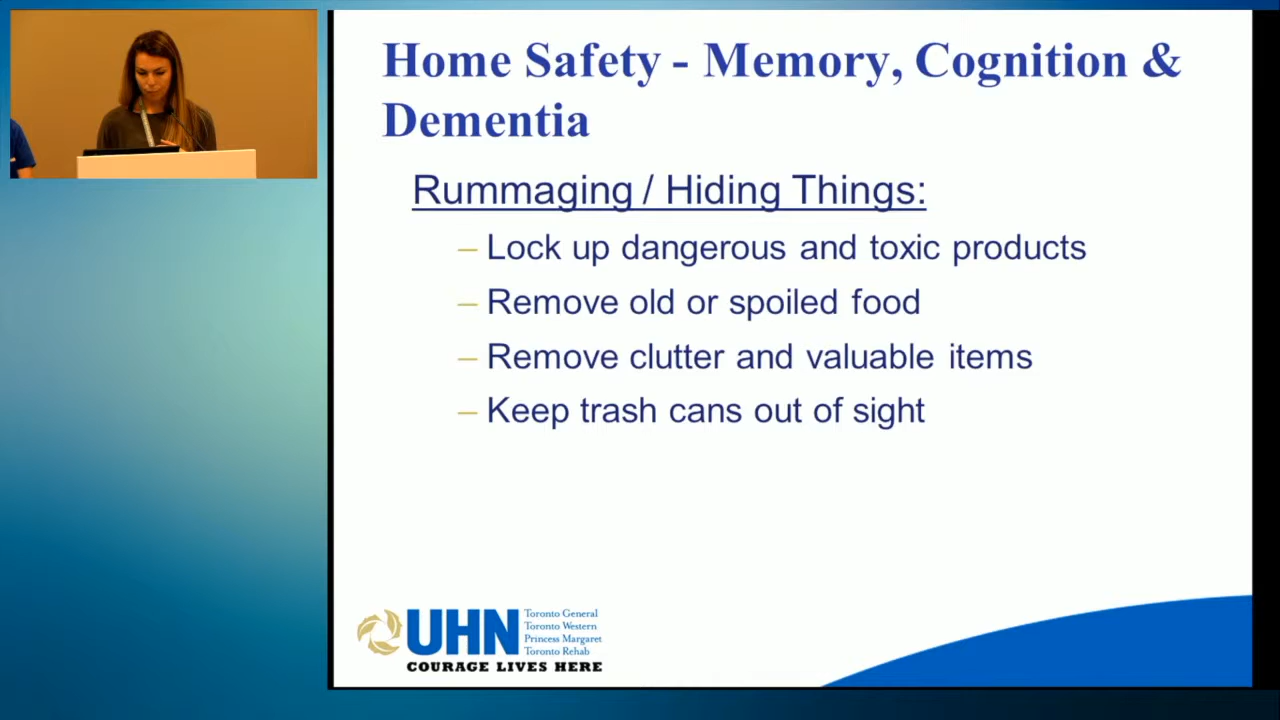 Home Safety - Memory, Cognition &
Dementia
Rummaging / Hiding Things:
– Lock up dangerous and toxic products
– Remove old or spoiled food
– Remove clutter and valuable items
– Keep trash cans out of sight
UHN
Toronto General
Toronto Western
Princess Margaret
Toronto Rehab
COURAGE LIVES HERE